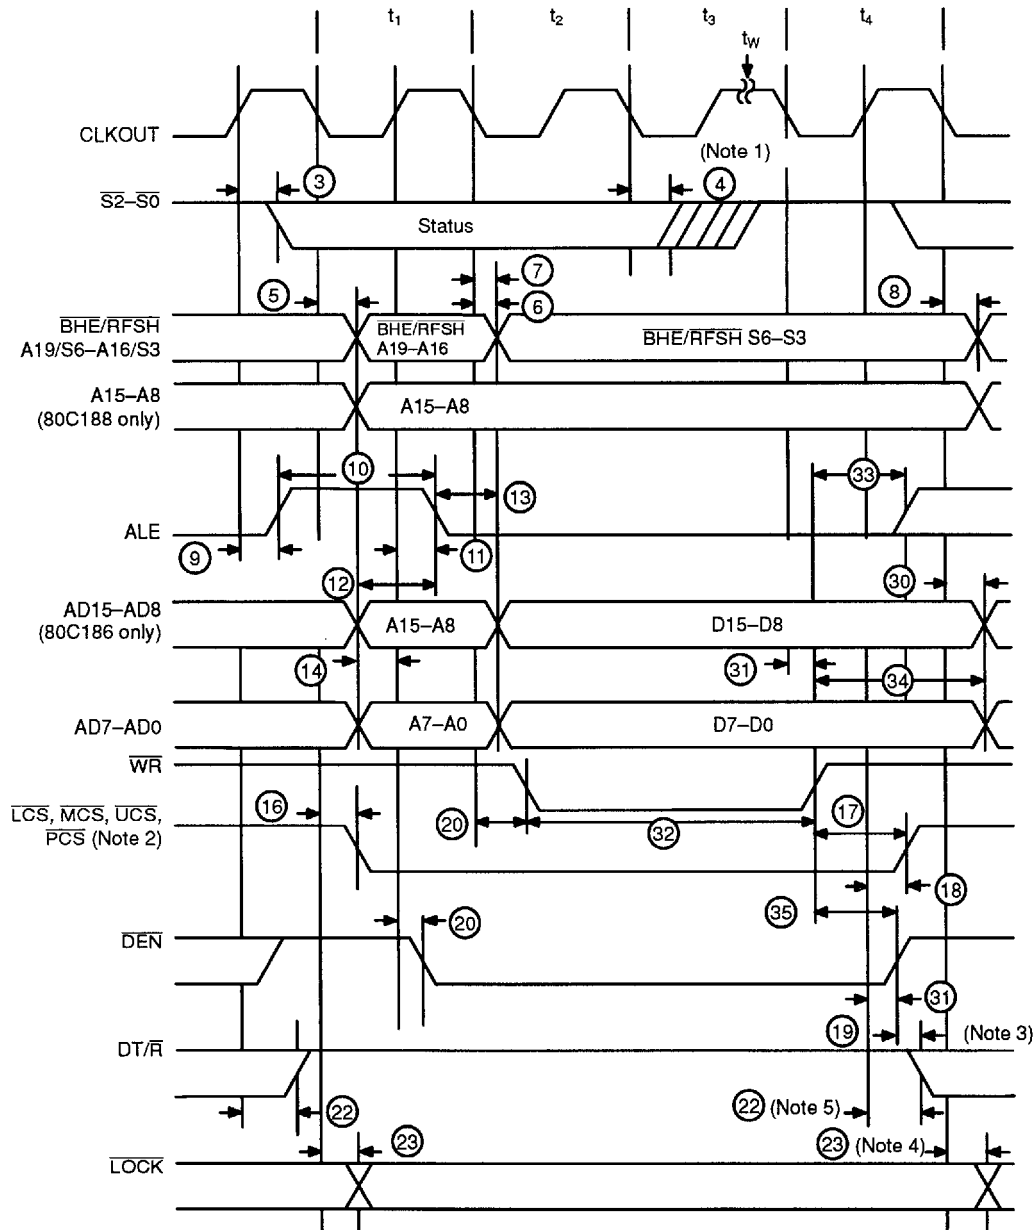 t1 t2 t3 t4
tW
CLKOUT
(Note 1)
3 4
S2–S0
Status
7
5 6 8
BHE/RFSH
A19/S6–A16/S3
BHE/RFSH
A19–A16
BHE/RFSH S6–S3
A15–A8
(80C188 only)
A15–A8
10 33
13
ALE
9 11
12 30
AD15–AD8
(80C186 only)
A15–A8
D15–D8
14 31
34
AD7–AD0
A7–A0
D7–D0
WR
LCS, MCS, UCS,
PCS (Note 2)
16 20 32 17
18
35
20
DEN
31
19 (Note 3)
DT/R
22 22 (Note 5)
23 23 (Note 4)
LOCK